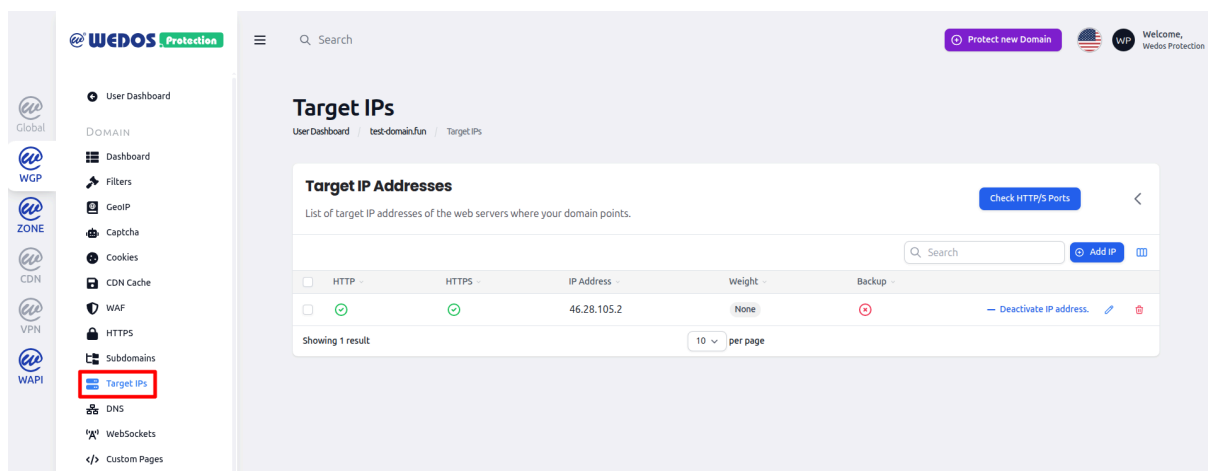 WEDOS Protection
Search
Protect new Domain
WP
Welcome,
Wedos Protection
Global
WGP
ZONE
CDN
VPN
WAPI
User Dashboard
DOMAIN
Dashboard
Filters
GeoIP
Captcha
Cookies
CDN Cache
WAF
HTTPS
Subdomains
Target IPs
DNS
WebSockets
Custom Pages
Target IPs
User Dashboard / test-domain.fun / Target IPs
Target IP Addresses
List of target IP addresses of the web servers where your domain points.
Check HTTP/S Ports
Search
Add IP
HTTP HTTPS IP Address Weight Backup
46.28.105.2 None Deactivate IP address.
Showing 1 result 10 per page